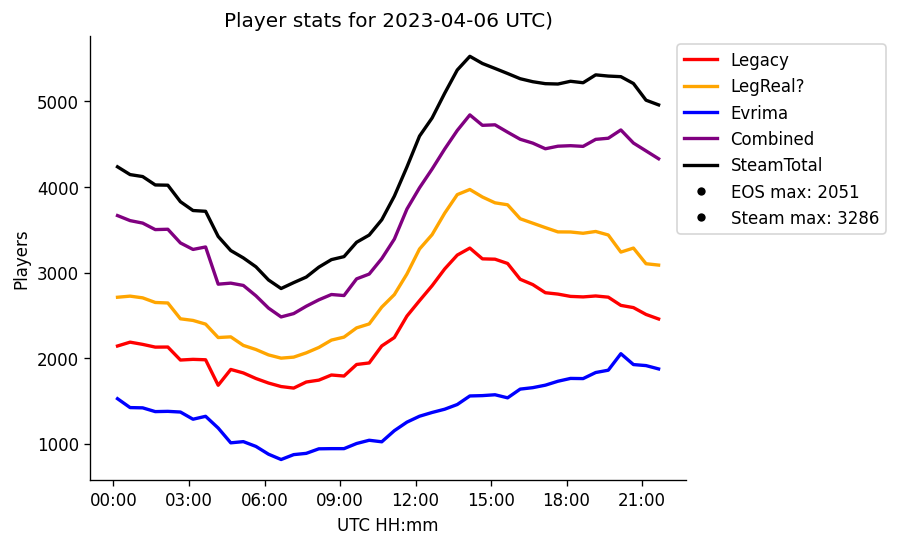 Player stats for 2023-04-06 UTC)
Legacy
LegReal?
Evrima
Combined
SteamTotal
EOS max: 2051
Steam max: 3286
Players
5000
4000
3000
2000
1000
00:00 03:00 06:00 09:00 12:00 15:00 18:00 21:00
UTC HH:mm